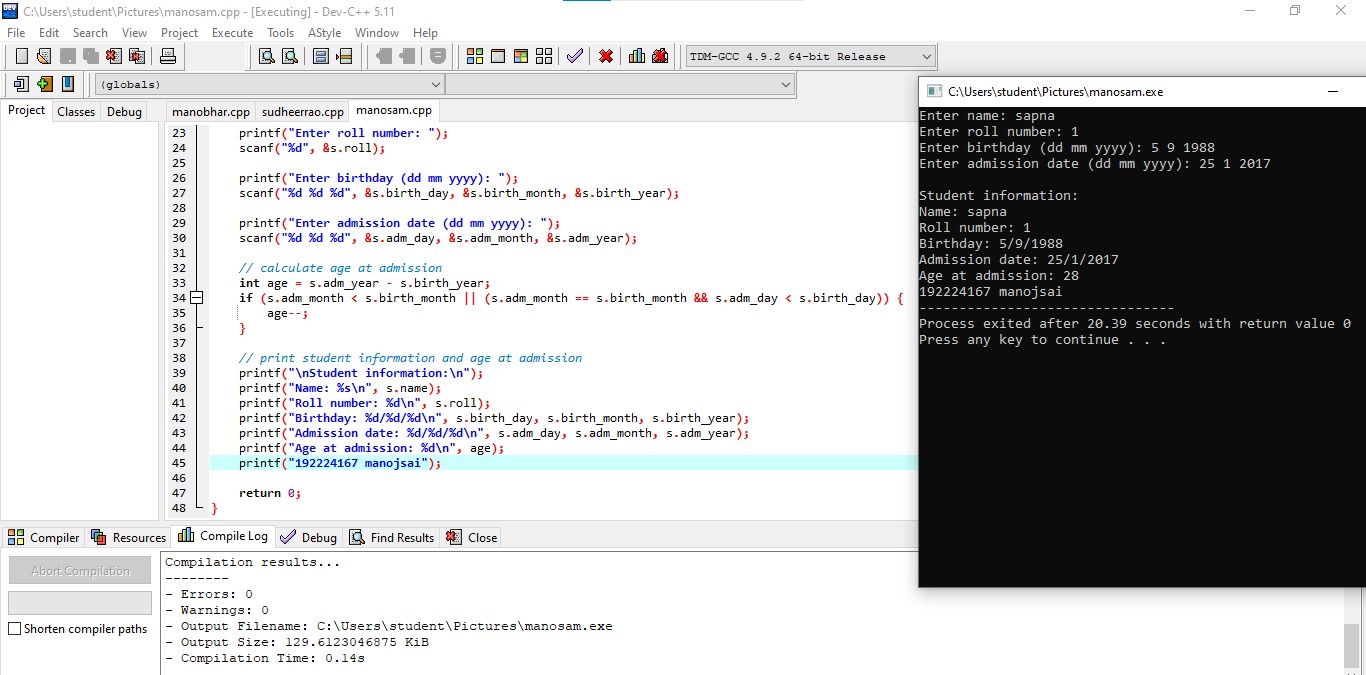 C:\Users\student\Pictures\manosam.cpp - [Executing] - Dev-C++ 5.11
File Edit Search View Project Execute Tools AStyle Window Help
TDM-GCC 4.9.2 64-bit Release
(globals)
Project Classes Debug
manobhar.cpp sudheerrao.cpp manosam.cpp
23 printf("Enter roll number: ");
24 scanf("%d", &s.roll);
25
26 printf("Enter birthday (dd mm yyyy): ");
27 scanf("%d %d %d", &s.birth_day, &s.birth_month, &s.birth_year);
28
29 printf("Enter admission date (dd mm yyyy): ");
30 scanf("%d %d %d", &s.adm_day, &s.adm_month, &s.adm_year);
31
32 // calculate age at admission
33 int age = s.adm_year - s.birth_year;
34 if (s.adm_month < s.birth_month || (s.adm_month == s.birth_month && s.adm_day < s.birth_day)) {
35 age--;
36 }
37
38 // print student information and age at admission
39 printf("\nStudent information:\n");
40 printf("Name: %s\n", s.name);
41 printf("Roll number: %d\n", s.roll);
42 printf("Birthday: %d/%d/%d\n", s.birth_day, s.birth_month, s.birth_year);
43 printf("Admission date: %d/%d/%d\n", s.adm_day, s.adm_month, s.adm_year);
44 printf("Age at admission: %d\n", age);
45 printf("192224167 manojsai");
46
47 return 0;
48 }
C:\Users\student\Pictures\manosam.exe
Enter name: sapna
Enter roll number: 1
Enter birthday (dd mm yyyy): 5 9 1988
Enter admission date (dd mm yyyy): 25 1 2017
Student information:
Name: sapna
Roll number: 1
Birthday: 5/9/1988
Admission date: 25/1/2017
Age at admission: 28
192224167 manojsai
--------------------------------
Process exited after 20.39 seconds with return value 0
Press any key to continue . . .
Compiler Resources Compile Log Debug Find Results Close
Abort Compilation
Shorten compiler paths
Compilation results...
--------
- Errors: 0
- Warnings: 0
- Output Filename: C:\Users\student\Pictures\manosam.exe
- Output Size: 129.6123046875 KiB
- Compilation Time: 0.14s